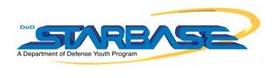 DoD
STARBASE
A Department of Defense Youth Program